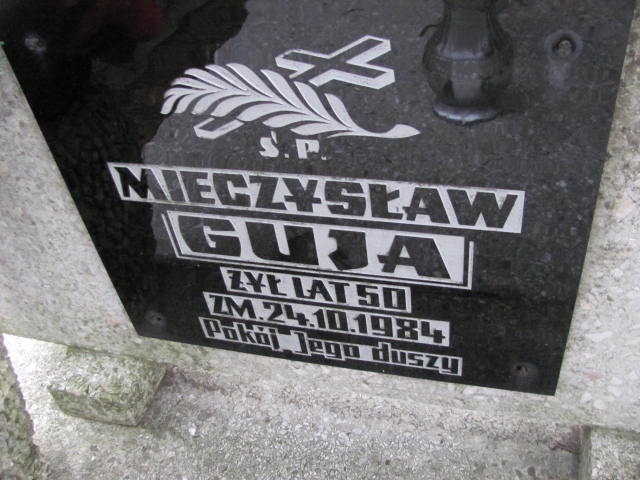 Ś.P.
MIECZYSŁAW
GUJA
ŻYŁ LAT 50
ZM. 24.10.1984
Pokój Jego duszy